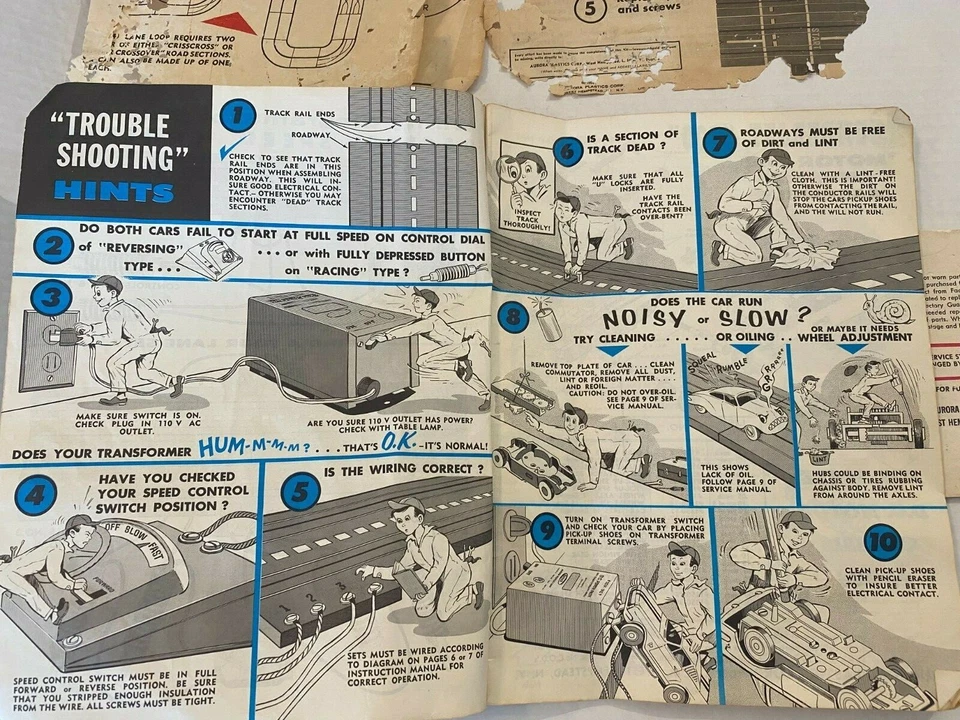 LANE LOOP REQUIRES TWO
OF EITHER "CRISSCROSS" OR
CROSSOVER" ROAD SECTIONS.
CAN ALSO BE MADE UP OF ONE
EACH.
5
and screws
AURORA PLASTICS CORP.
"TROUBLE
SHOOTING"
HINTS
1
TRACK RAIL ENDS
ROADWAY
CHECK TO SEE THAT TRACK
RAIL ENDS ARE IN THIS
POSITION WHEN ASSEMBLING
ROADWAY. THIS WILL IN-
SURE GOOD ELECTRICAL CON-
TACT.- OTHERWISE YOU MAY
ENCOUNTER "DEAD" TRACK
SECTIONS.
2
DO BOTH CARS FAIL TO START AT FULL SPEED ON CONTROL DIAL
of "REVERSING"
TYPE ...
... or with FULLY DEPRESSED BUTTON
on "RACING" TYPE ?
3
MAKE SURE SWITCH IS ON.
CHECK PLUG IN 110 V AC
OUTLET.
ARE YOU SURE 110 V OUTLET HAS POWER?
CHECK WITH TABLE LAMP.
DOES YOUR TRANSFORMER HUM-M-M-M ? . . . . THAT'S O.K.-IT'S NORMAL!
4
HAVE YOU CHECKED
YOUR SPEED CONTROL
SWITCH POSITION ?
OFF SLOW FAST
SPEED CONTROL SWITCH MUST BE IN FULL
FORWARD or REVERSE POSITION. BE SURE
THAT YOU STRIPPED ENOUGH INSULATION
FROM THE WIRE. ALL SCREWS MUST BE TIGHT.
5
IS THE WIRING CORRECT ?
1 2 3
SETS MUST BE WIRED ACCORDING
TO DIAGRAM ON PAGES 6 or 7 OF
INSTRUCTION MANUAL FOR
CORRECT OPERATION.
6
IS A SECTION OF
TRACK DEAD ?
MAKE SURE THAT ALL
"U" LOCKS ARE FULLY
INSERTED.
HAVE THE
TRACK RAIL
CONTACTS BEEN
OVER-BENT?
INSPECT
TRACK
THOROUGHLY!
7
ROADWAYS MUST BE FREE
OF DIRT and LINT
CLEAN WITH A LINT-FREE
CLOTH, THIS IS IMPORTANT!
OTHERWISE THE DIRT ON
THE CONDUCTOR RAILS WILL
STOP THE CARS PICKUP SHOES
FROM CONTACTING THE RAIL,
AND THE WILL NOT RUN.
8
DOES THE CAR RUN
NOISY or SLOW ?
TRY CLEANING . . . . . OR OILING . .
OR MAYBE IT NEEDS
WHEEL ADJUSTMENT
REMOVE TOP PLATE OF CAR ... CLEAN
COMMUTATOR, REMOVE ALL DUST,
LINT OR FOREIGN MATTER ....
AND REOIL.
CAUTION: DO NOT OVER-OIL.
SEE PAGE 9 OF SER-
VICE MANUAL.
SQUEAL
RUMBLE
THIS SHOWS
LACK OF OIL.
FOLLOW PAGE 9 OF
SERVICE MANUAL.
LINT
HUBS COULD BE BINDING ON
CHASSIS OR TIRES RUBBING
AGAINST BODY. REMOVE LINT
FROM AROUND THE AXLES.
9
TURN ON TRANSFORMER SWITCH
AND CHECK YOUR CAR BY PLACING
PICK-UP SHOES ON TRANSFORMER
TERMINAL SCREWS.
10
CLEAN PICK-UP SHOES
WITH PENCIL ERASER
TO INSURE BETTER
ELECTRICAL CONTACT.